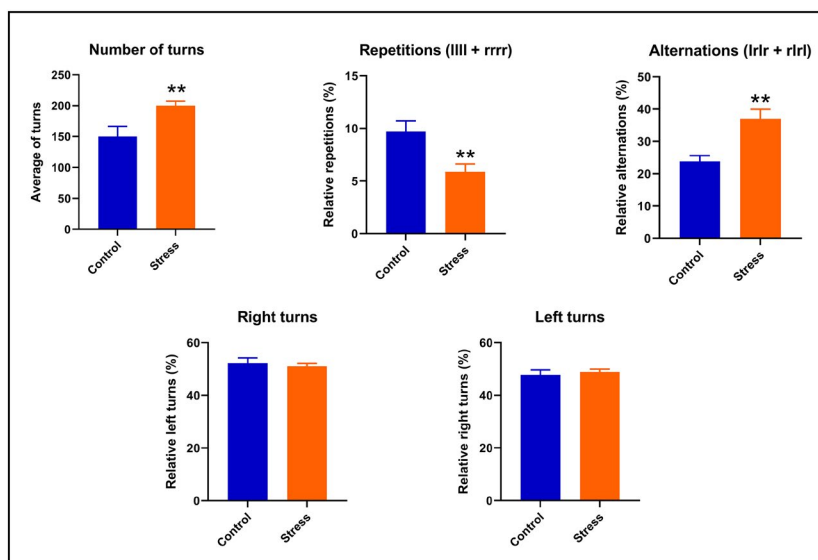 Number of turns
Average of turns
250
200
150
100
50
0
**
Control
Stress
Repetitions (llll + rrrr)
Relative repetitions (%)
15
10
5
0
**
Control
Stress
Alternations (lrlr + rlrl)
Relative alternations (%)
50
40
30
20
10
0
**
Control
Stress
Right turns
Relative left turns (%)
60
40
20
0
Control
Stress
Left turns
Relative right turns (%)
60
40
20
0
Control
Stress